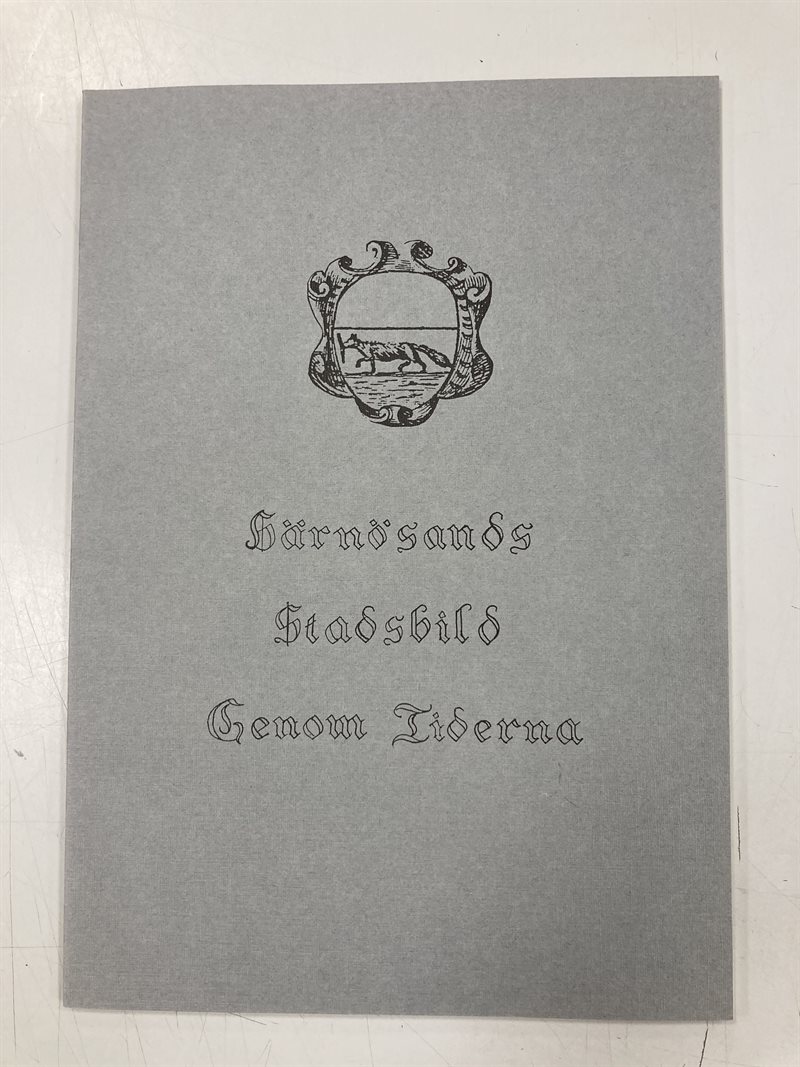 Härnösands
Stadsbild
Genom Tiderna